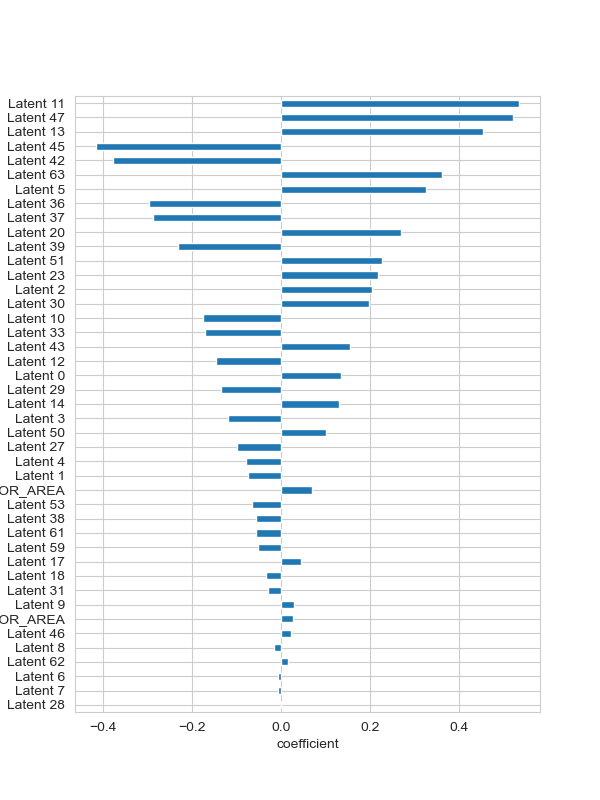 Latent 11
Latent 47
Latent 13
Latent 45
Latent 42
Latent 63
Latent 5
Latent 36
Latent 37
Latent 20
Latent 39
Latent 51
Latent 23
Latent 2
Latent 30
Latent 10
Latent 33
Latent 43
Latent 12
Latent 0
Latent 29
Latent 14
Latent 3
Latent 50
Latent 27
Latent 4
Latent 1
OR_AREA
Latent 53
Latent 38
Latent 61
Latent 59
Latent 17
Latent 18
Latent 31
Latent 9
OR_AREA
Latent 46
Latent 8
Latent 62
Latent 6
Latent 7
Latent 28
−0.4 −0.2 0.0 0.2 0.4
coefficient